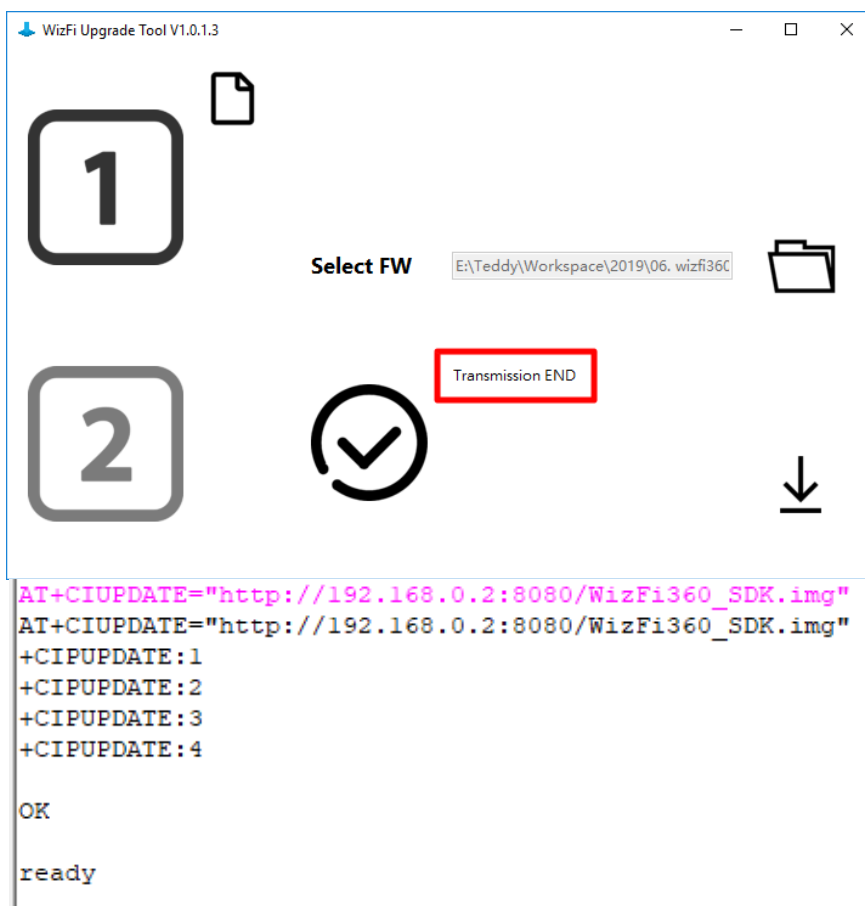 WizFi Upgrade Tool V1.0.1.3
1
Select FW
E:\Teddy\Workspace\2019\06. wizfi360
Transmission END
2
AT+CIUPDATE="http://192.168.0.2:8080/WizFi360_SDK.img"
AT+CIUPDATE="http://192.168.0.2:8080/WizFi360_SDK.img"
+CIPUPDATE:1
+CIPUPDATE:2
+CIPUPDATE:3
+CIPUPDATE:4
OK
ready